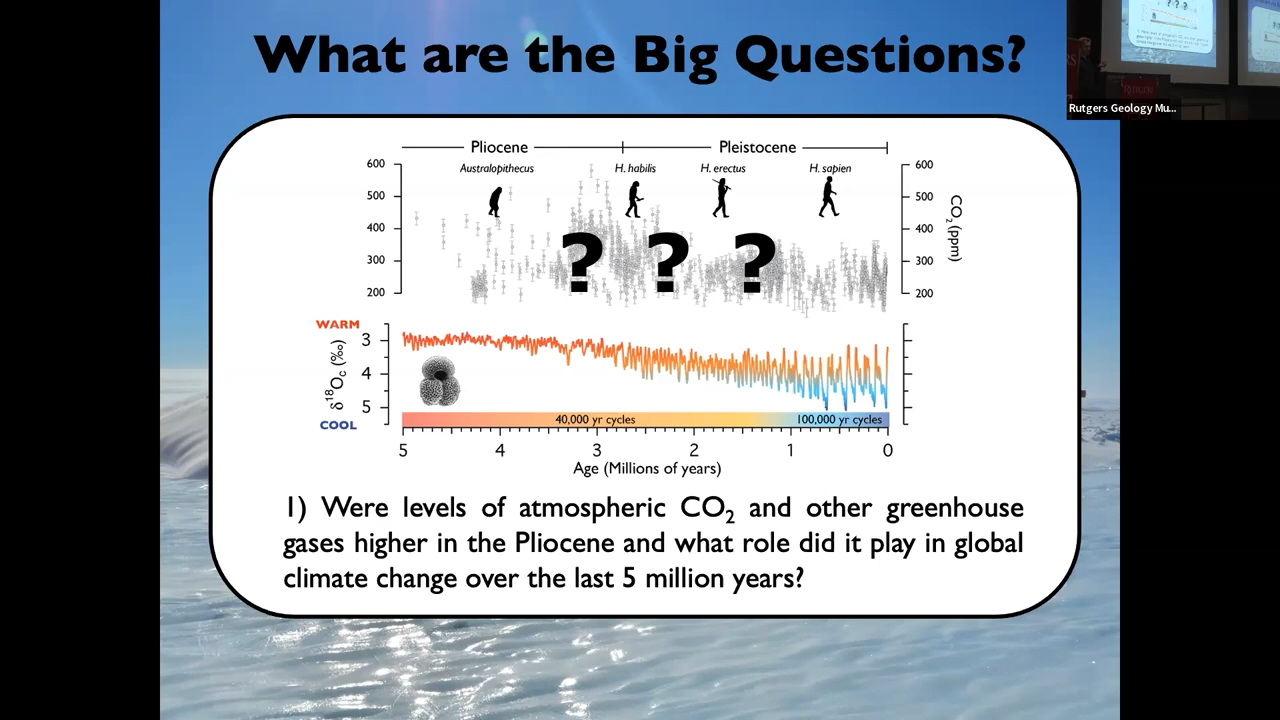 What are the Big Questions?
Rutgers Geology Mu...
Pliocene
Pleistocene
Australopithecus
H. habilis
H. erectus
H. sapien
600
500
400
300
200
? ? ?
600
500
400
300
200
CO2 (ppm)
WARM
3
4
5
δ18Oc (‰)
COOL
40,000 yr cycles
100,000 yr cycles
5 4 3 2 1 0
Age (Millions of years)
1) Were levels of atmospheric CO2 and other greenhouse
gases higher in the Pliocene and what role did it play in global
climate change over the last 5 million years?